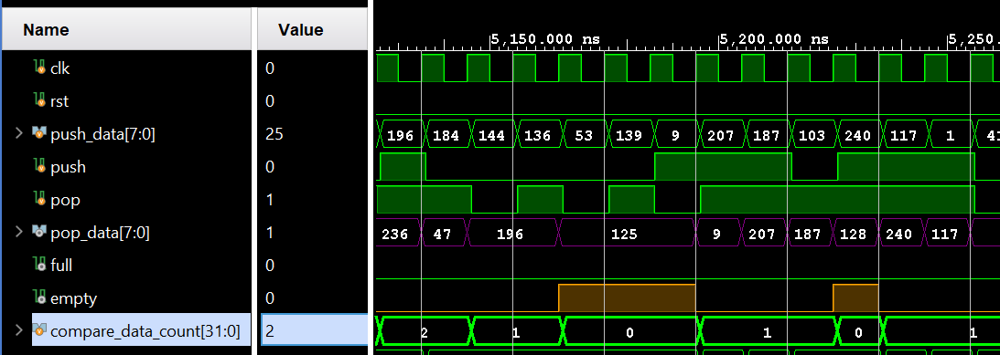 Name Value
5,150.000 ns 5,200.000 ns 5,250.
clk 0
rst 0
push_data[7:0] 25 196 184 144 136 53 139 9 207 187 103 240 117 1 41
push 0
pop 1
pop_data[7:0] 1 236 47 196 125 9 207 187 128 240 117
full 0
empty 0
compare_data_count[31:0] 2 2 1 0 1 0 1